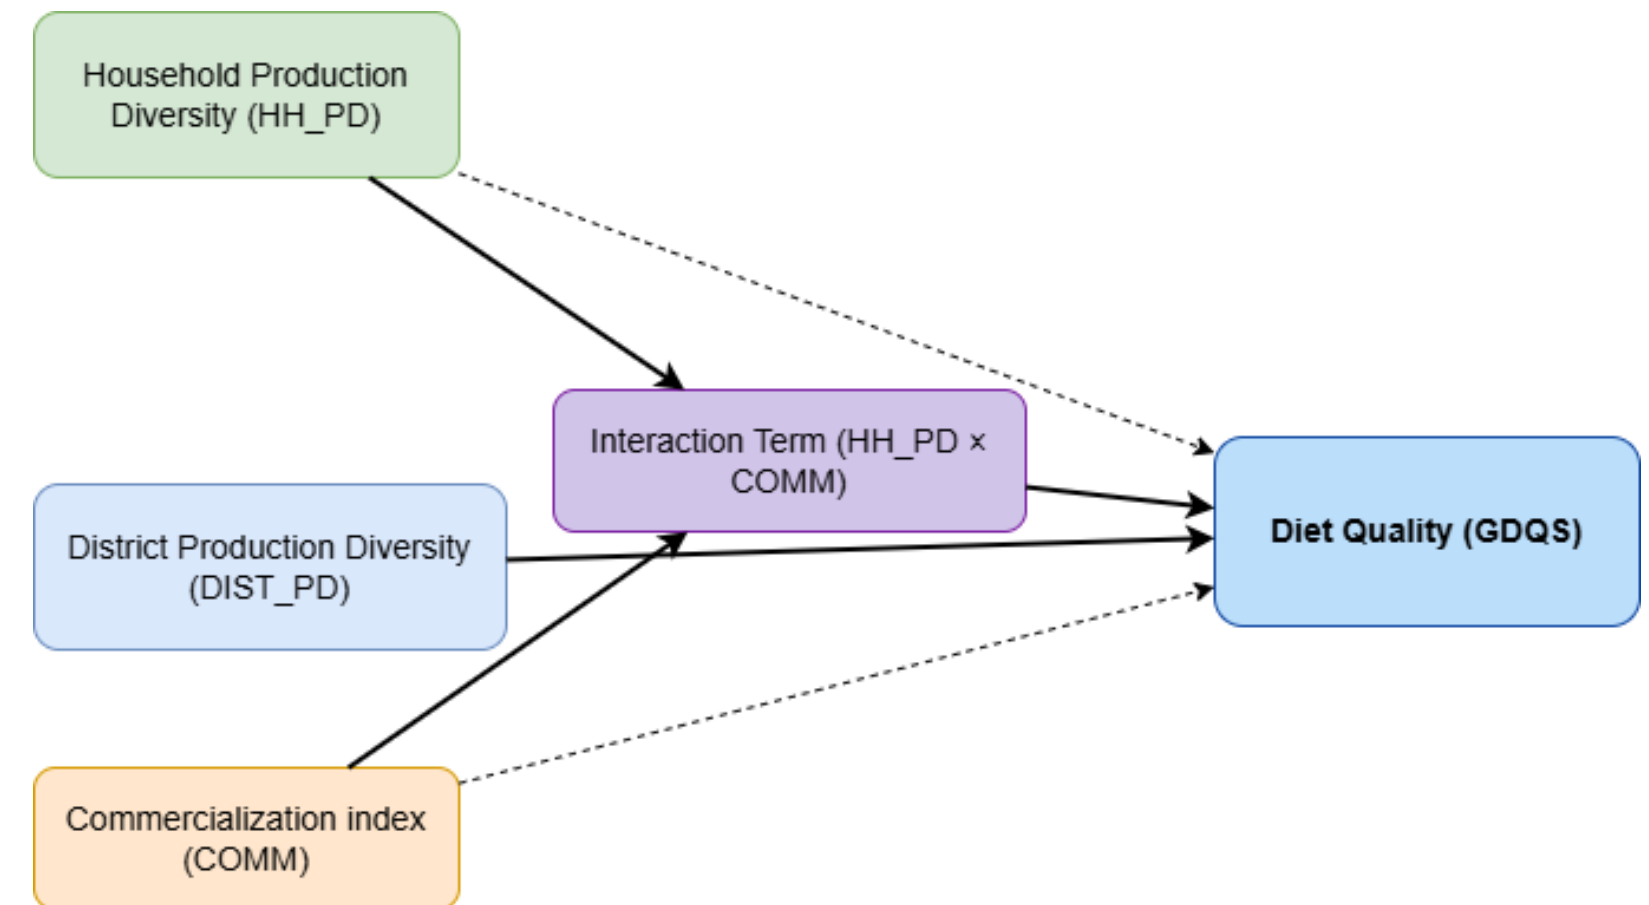 Household Production
Diversity (HH_PD)
Interaction Term (HH_PD ×
COMM)
District Production Diversity
(DIST_PD)
Diet Quality (GDQS)
Commercialization index
(COMM)